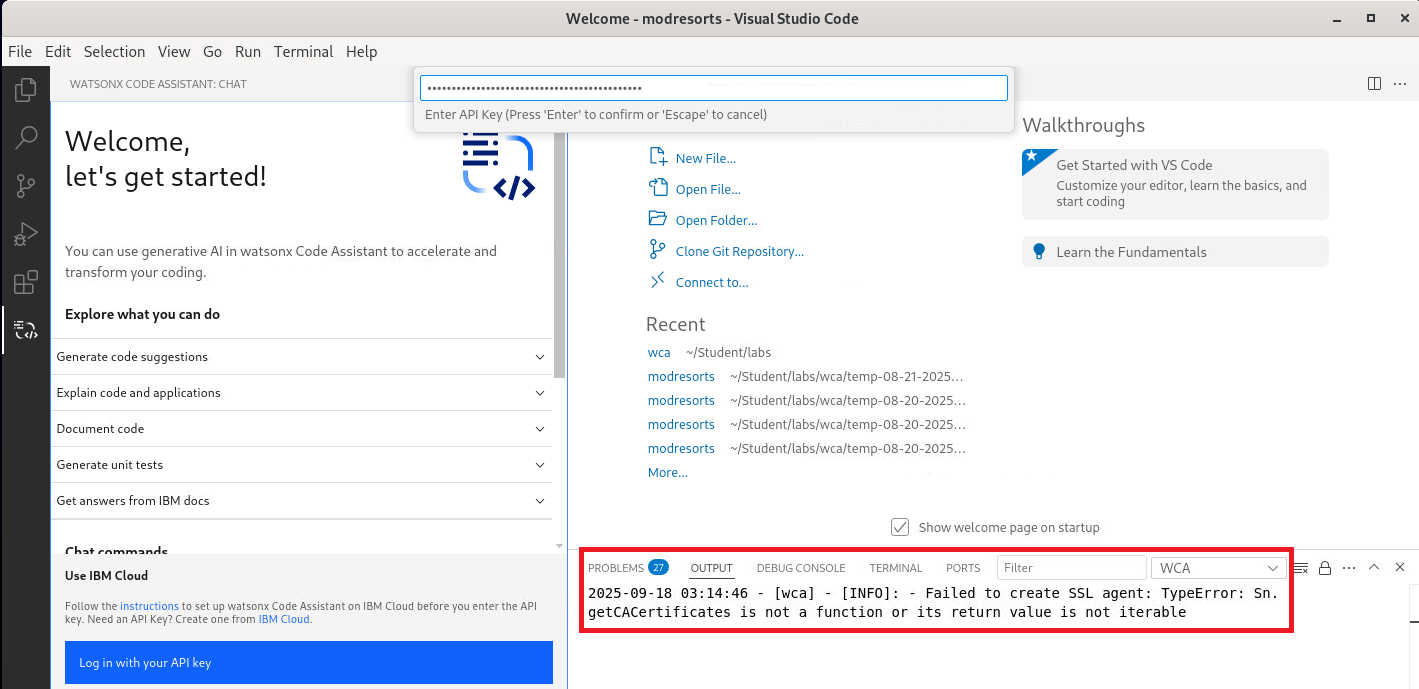 Welcome - modresorts - Visual Studio Code
File Edit Selection View Go Run Terminal Help
WATSONX CODE ASSISTANT: CHAT
••••••••••••••••••••••••••••••••••••••••••••
Enter API Key (Press 'Enter' to confirm or 'Escape' to cancel)
Welcome,
let's get started!
You can use generative AI in watsonx Code Assistant to accelerate and
transform your coding.
Explore what you can do
Generate code suggestions
Explain code and applications
Document code
Generate unit tests
Get answers from IBM docs
Chat commands
Use IBM Cloud
Follow the instructions to set up watsonx Code Assistant on IBM Cloud before you enter the API
key. Need an API Key? Create one from IBM Cloud.
Log in with your API key
New File...
Open File...
Open Folder...
Clone Git Repository...
Connect to...
Recent
wca ~/Student/labs
modresorts ~/Student/labs/wca/temp-08-21-2025...
modresorts ~/Student/labs/wca/temp-08-20-2025...
modresorts ~/Student/labs/wca/temp-08-20-2025...
modresorts ~/Student/labs/wca/temp-08-20-2025...
More...
Walkthroughs
Get Started with VS Code
Customize your editor, learn the basics, and
start coding
Learn the Fundamentals
Show welcome page on startup
PROBLEMS 27 OUTPUT DEBUG CONSOLE TERMINAL PORTS Filter WCA
2025-09-18 03:14:46 - [wca] - [INFO]: - Failed to create SSL agent: TypeError: Sn.
getCACertificates is not a function or its return value is not iterable